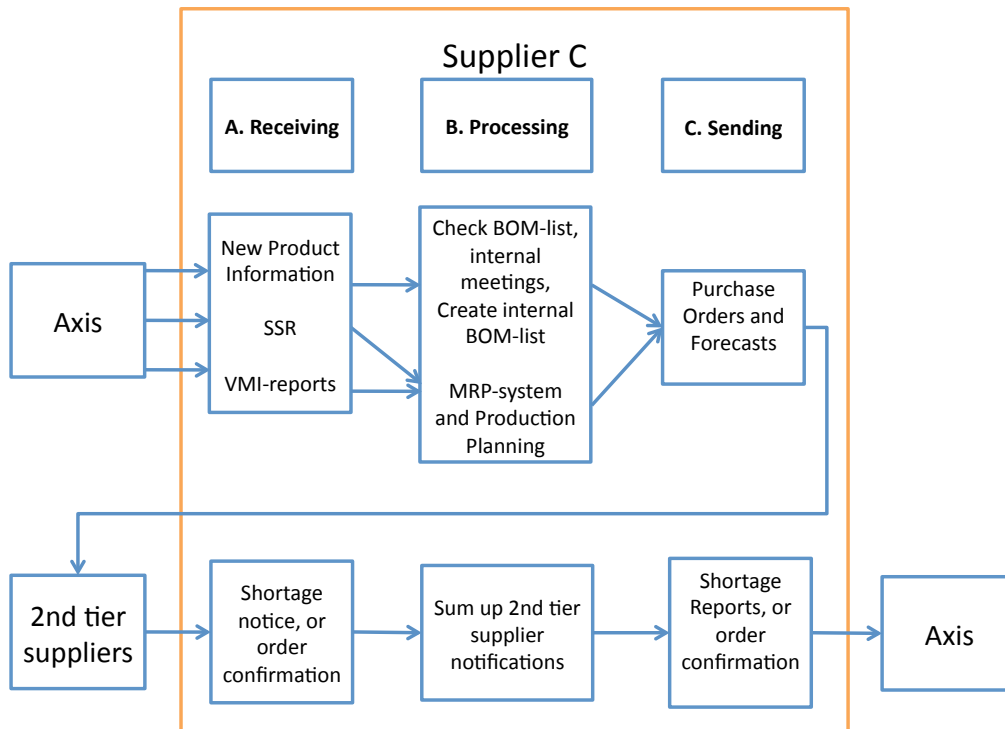 Supplier C
A. Receiving
B. Processing
C. Sending
Axis
New Product
Information
SSR
VMI-reports
Check BOM-list,
internal
meetings,
Create internal
BOM-list
MRP-system
and Production
Planning
Purchase
Orders and
Forecasts
2nd tier
suppliers
Shortage
notice, or
order
confirmation
Sum up 2nd tier
supplier
notifications
Shortage
Reports, or
order
confirmation
Axis